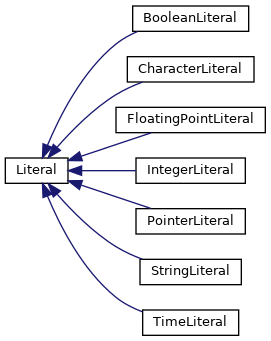 BooleanLiteral
CharacterLiteral
FloatingPointLiteral
Literal
IntegerLiteral
PointerLiteral
StringLiteral
TimeLiteral